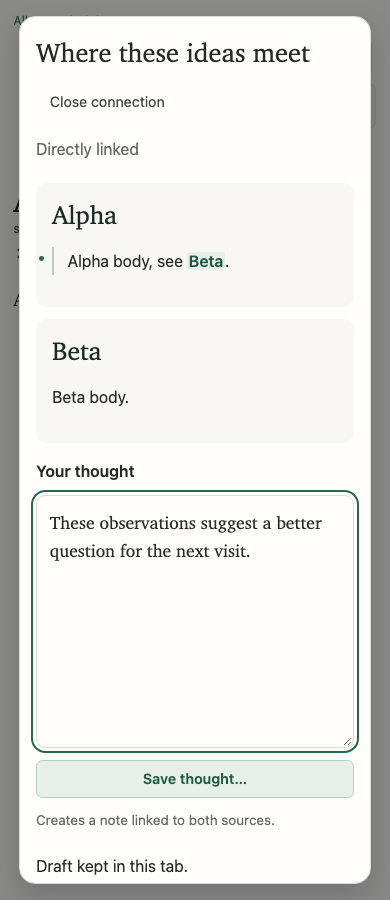 Where these ideas meet
Close connection
Directly linked
Alpha
Alpha body, see Beta.
Beta
Beta body.
Your thought
These observations suggest a better
question for the next visit.
Save thought...
Creates a note linked to both sources.
Draft kept in this tab.